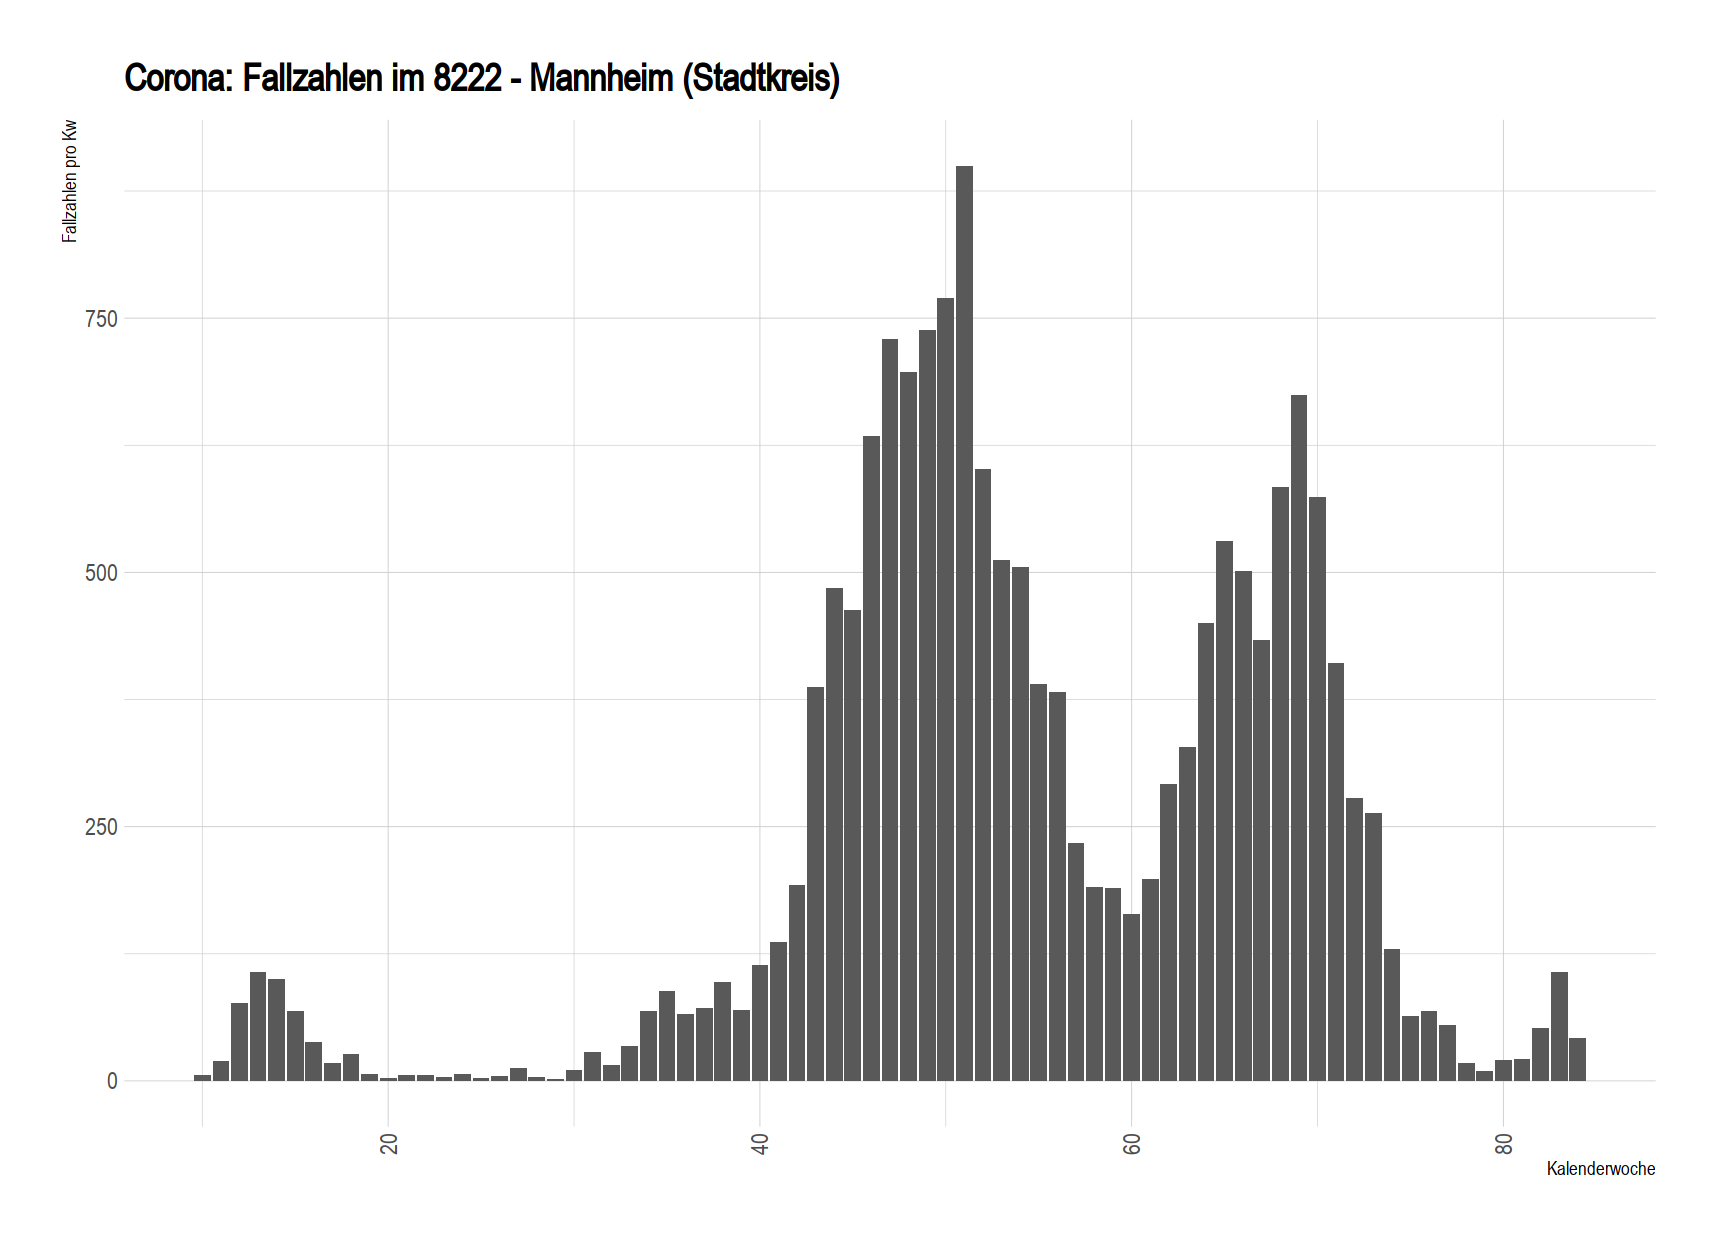 Corona: Fallzahlen im 8222 - Mannheim (Stadtkreis)
Fallzahlen pro Kw
750
500
250
0
20
40
60
80
Kalenderwoche